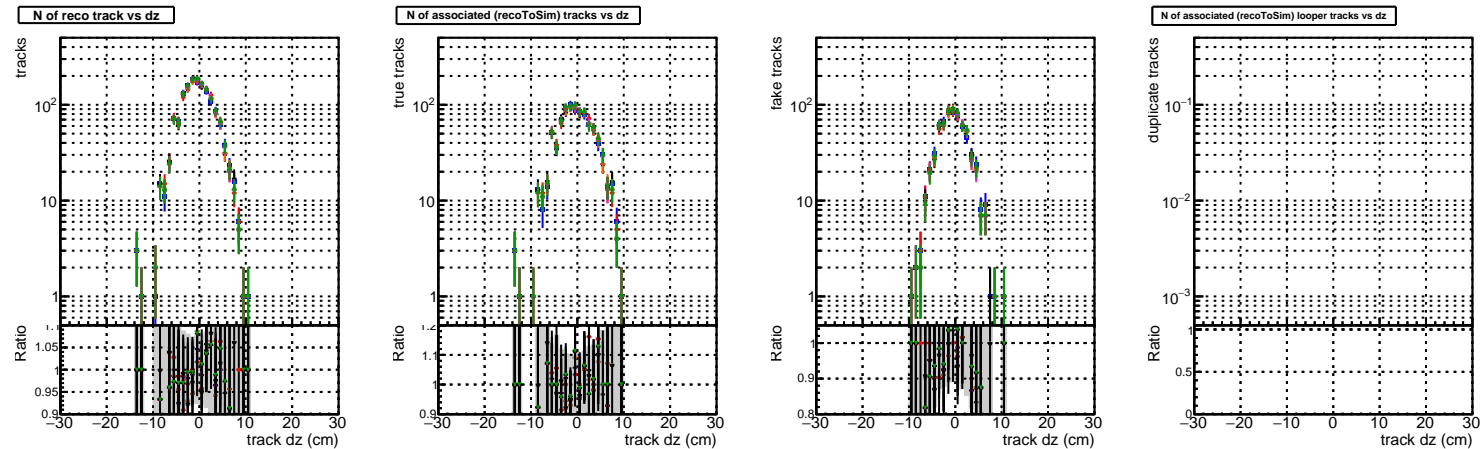 N of reco track vs dz
tracks
10²
10
1
Ratio
1.1
1.05
1
0.95
0.9
−30 −20 −10 0 10 20 30
track dz (cm)
N of associated (recoToSim) tracks vs dz
true tracks
10²
10
1
Ratio
1.2
1.1
1
0.9
−30 −20 −10 0 10 20 30
track dz (cm)
fake tracks
10²
10
1
Ratio
1
0.9
0.8
−30 −20 −10 0 10 20 30
track dz (cm)
N of associated (recoToSim) looper tracks vs dz
duplicate tracks
10⁻¹
10⁻²
10⁻³
Ratio
1
0.5
0
−30 −20 −10 0 10 20 30
track dz (cm)